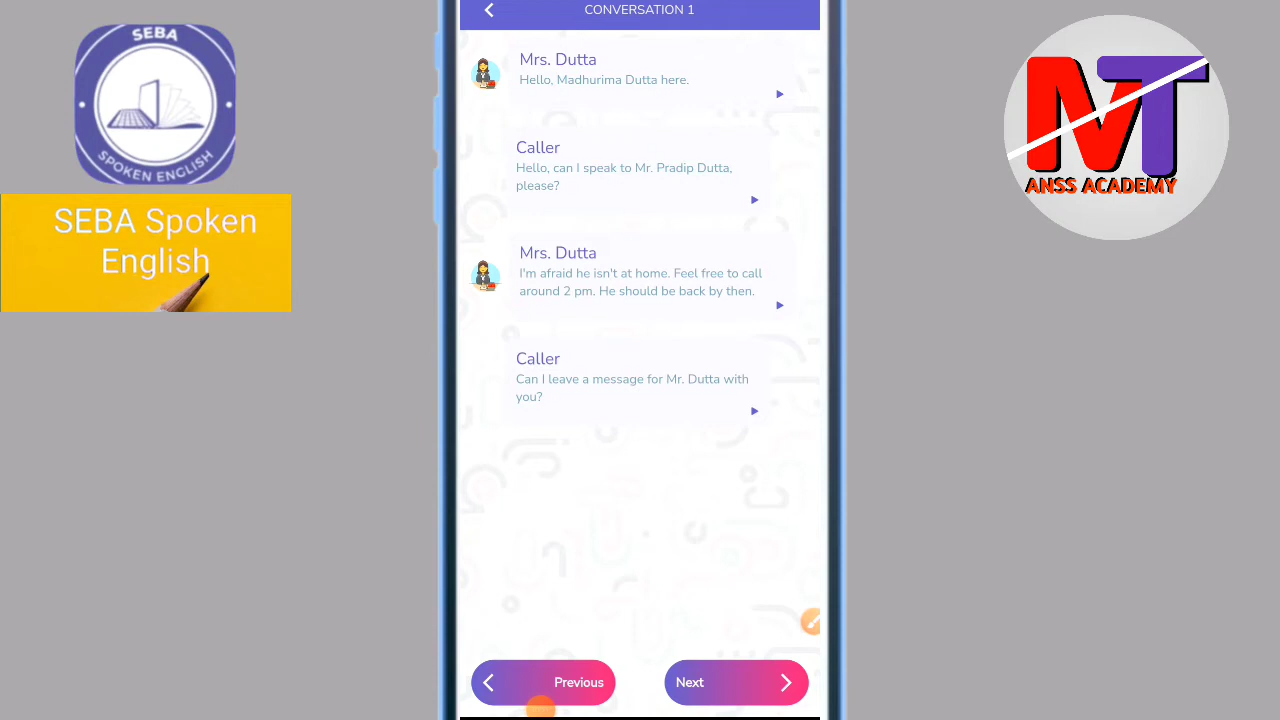 SEBA
SPOKEN ENGLISH
SEBA Spoken
English
CONVERSATION 1
Mrs. Dutta
Hello, Madhurima Dutta here.
Caller
Hello, can I speak to Mr. Pradip Dutta,
please?
Mrs. Dutta
I'm afraid he isn't at home. Feel free to call
around 2 pm. He should be back by then.
Caller
Can I leave a message for Mr. Dutta with
you?
Previous
Next
MT
ANSS ACADEMY